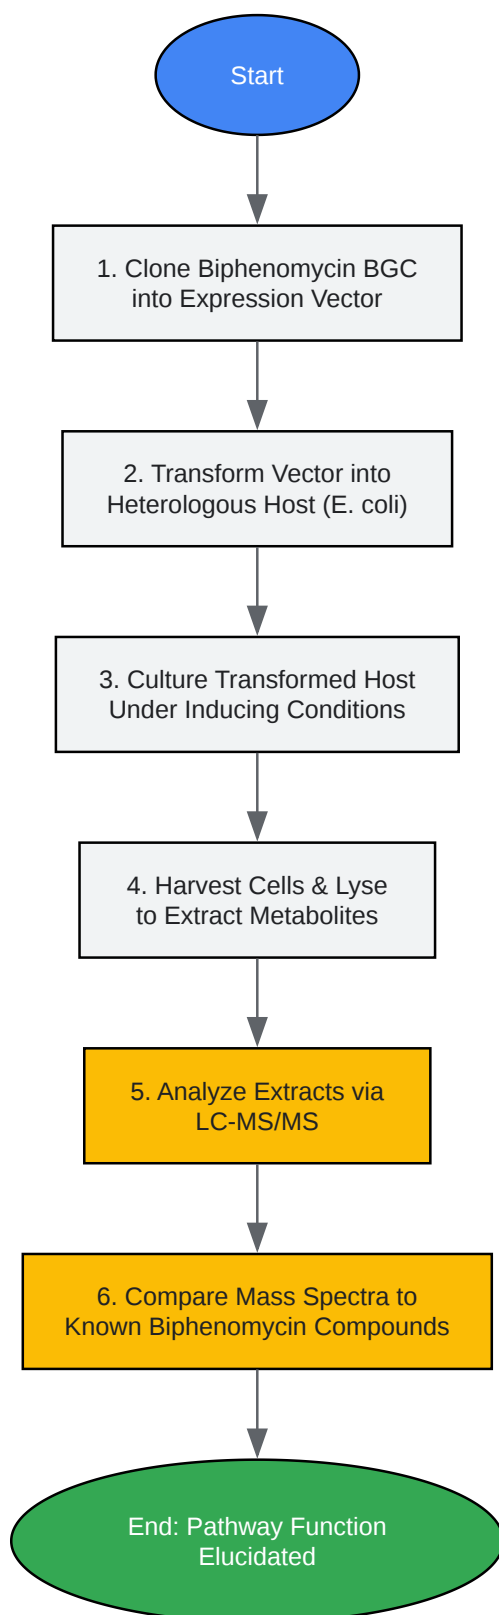 Start
1. Clone Biphenomycin BGC
into Expression Vector
2. Transform Vector into
Heterologous Host (E. coli)
3. Culture Transformed Host
Under Inducing Conditions
4. Harvest Cells & Lyse
to Extract Metabolites
5. Analyze Extracts via
LC-MS/MS
6. Compare Mass Spectra to
Known Biphenomycin Compounds
End: Pathway Function
Elucidated